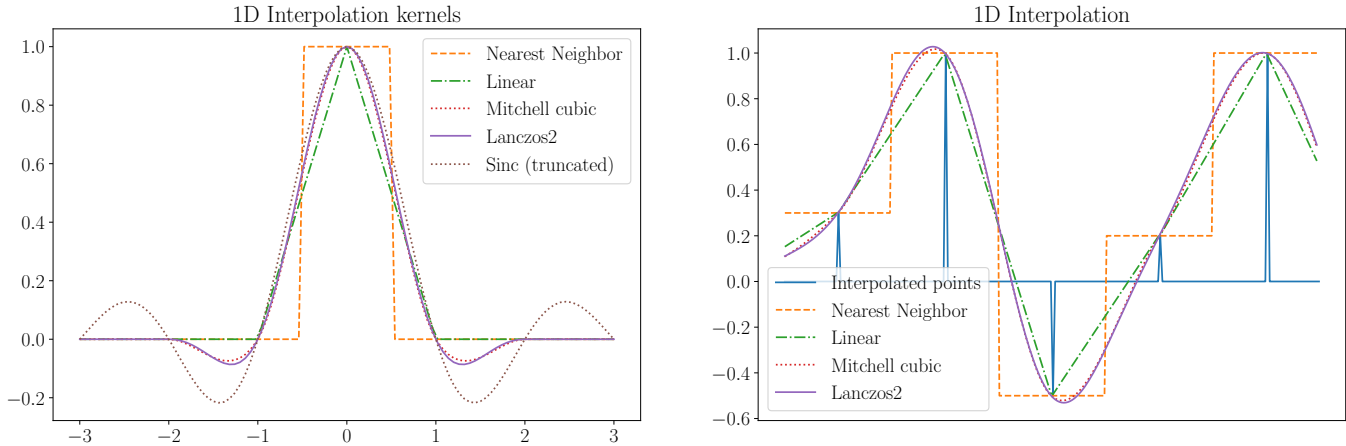 1D Interpolation kernels
1.0
0.8
0.6
0.4
0.2
0.0
−0.2
−3
−2
−1
0
1
2
3
Nearest Neighbor
Linear
Mitchell cubic
Lanczos2
Sinc (truncated)
1D Interpolation
1.0
0.8
0.6
0.4
0.2
0.0
−0.2
−0.4
−0.6
Interpolated points
Nearest Neighbor
Linear
Mitchell cubic
Lanczos2